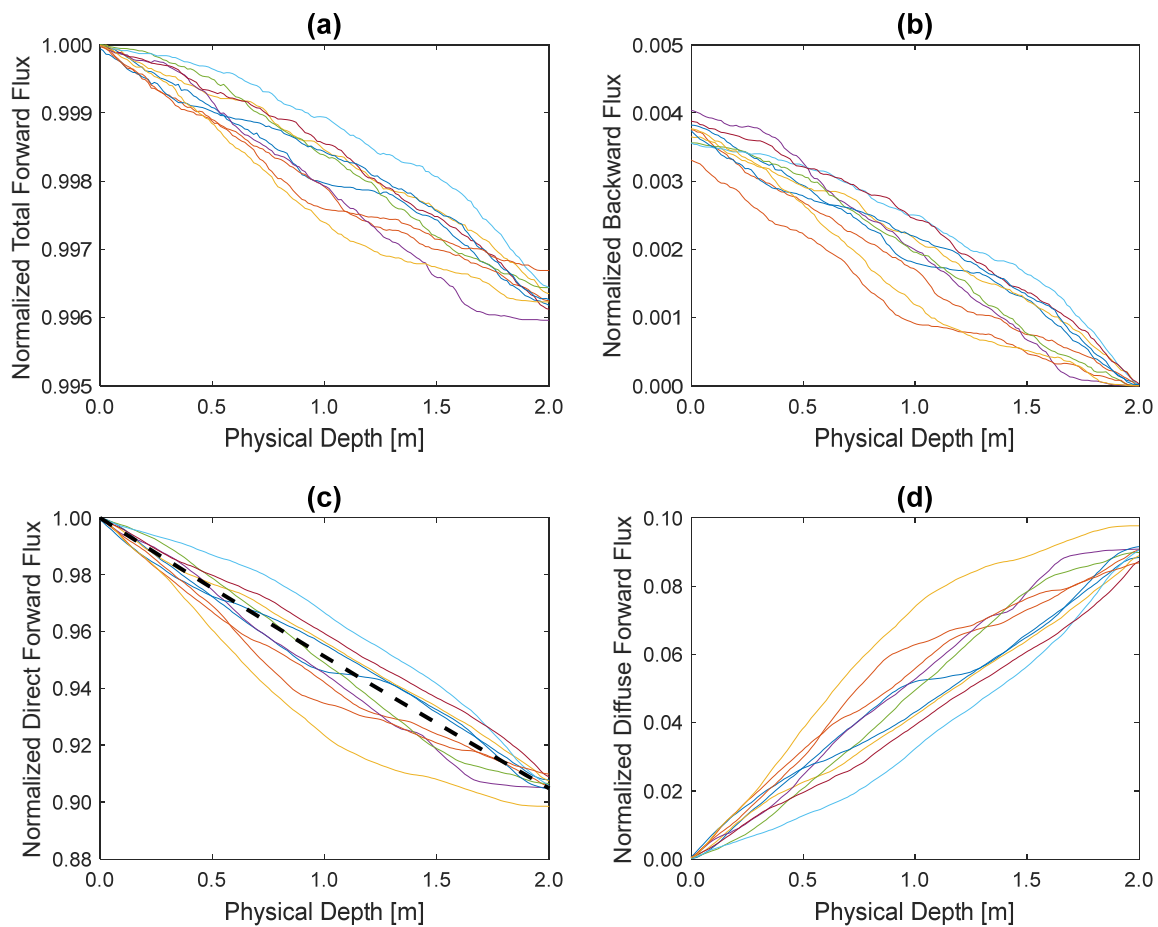 (a)
Normalized Total Forward Flux
1.000
0.999
0.998
0.997
0.996
0.995
0.0 0.5 1.0 1.5 2.0
Physical Depth [m]
(b)
Normalized Backward Flux
0.005
0.004
0.003
0.002
0.001
0.000
0.0 0.5 1.0 1.5 2.0
Physical Depth [m]
(c)
Normalized Direct Forward Flux
1.00
0.98
0.96
0.94
0.92
0.90
0.88
0.0 0.5 1.0 1.5 2.0
Physical Depth [m]
(d)
Normalized Diffuse Forward Flux
0.10
0.08
0.06
0.04
0.02
0.00
0.0 0.5 1.0 1.5 2.0
Physical Depth [m]